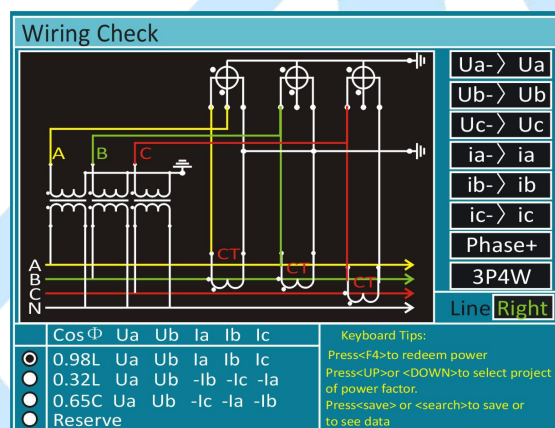 Wiring Check
A B C
CT
CT
CT
A
B
C
N
Ua-〉 Ua
Ub-〉 Ub
Uc-〉 Uc
ia-〉 ia
ib-〉 ib
ic-〉 ic
Phase+
3P4W
Line Right
CosΦ Ua Ub Ia Ib Ic
0.98L Ua Ub Ia Ib Ic
0.32L Ua Ub -Ib -Ic -Ia
0.65C Ua Ub -Ic -Ia -Ib
Reserve
Keyboard Tips:
Press<F4>to redeem power
Press<UP>or <DOWN>to select project
of power factor.
Press<save> or <search>to save or
to see data